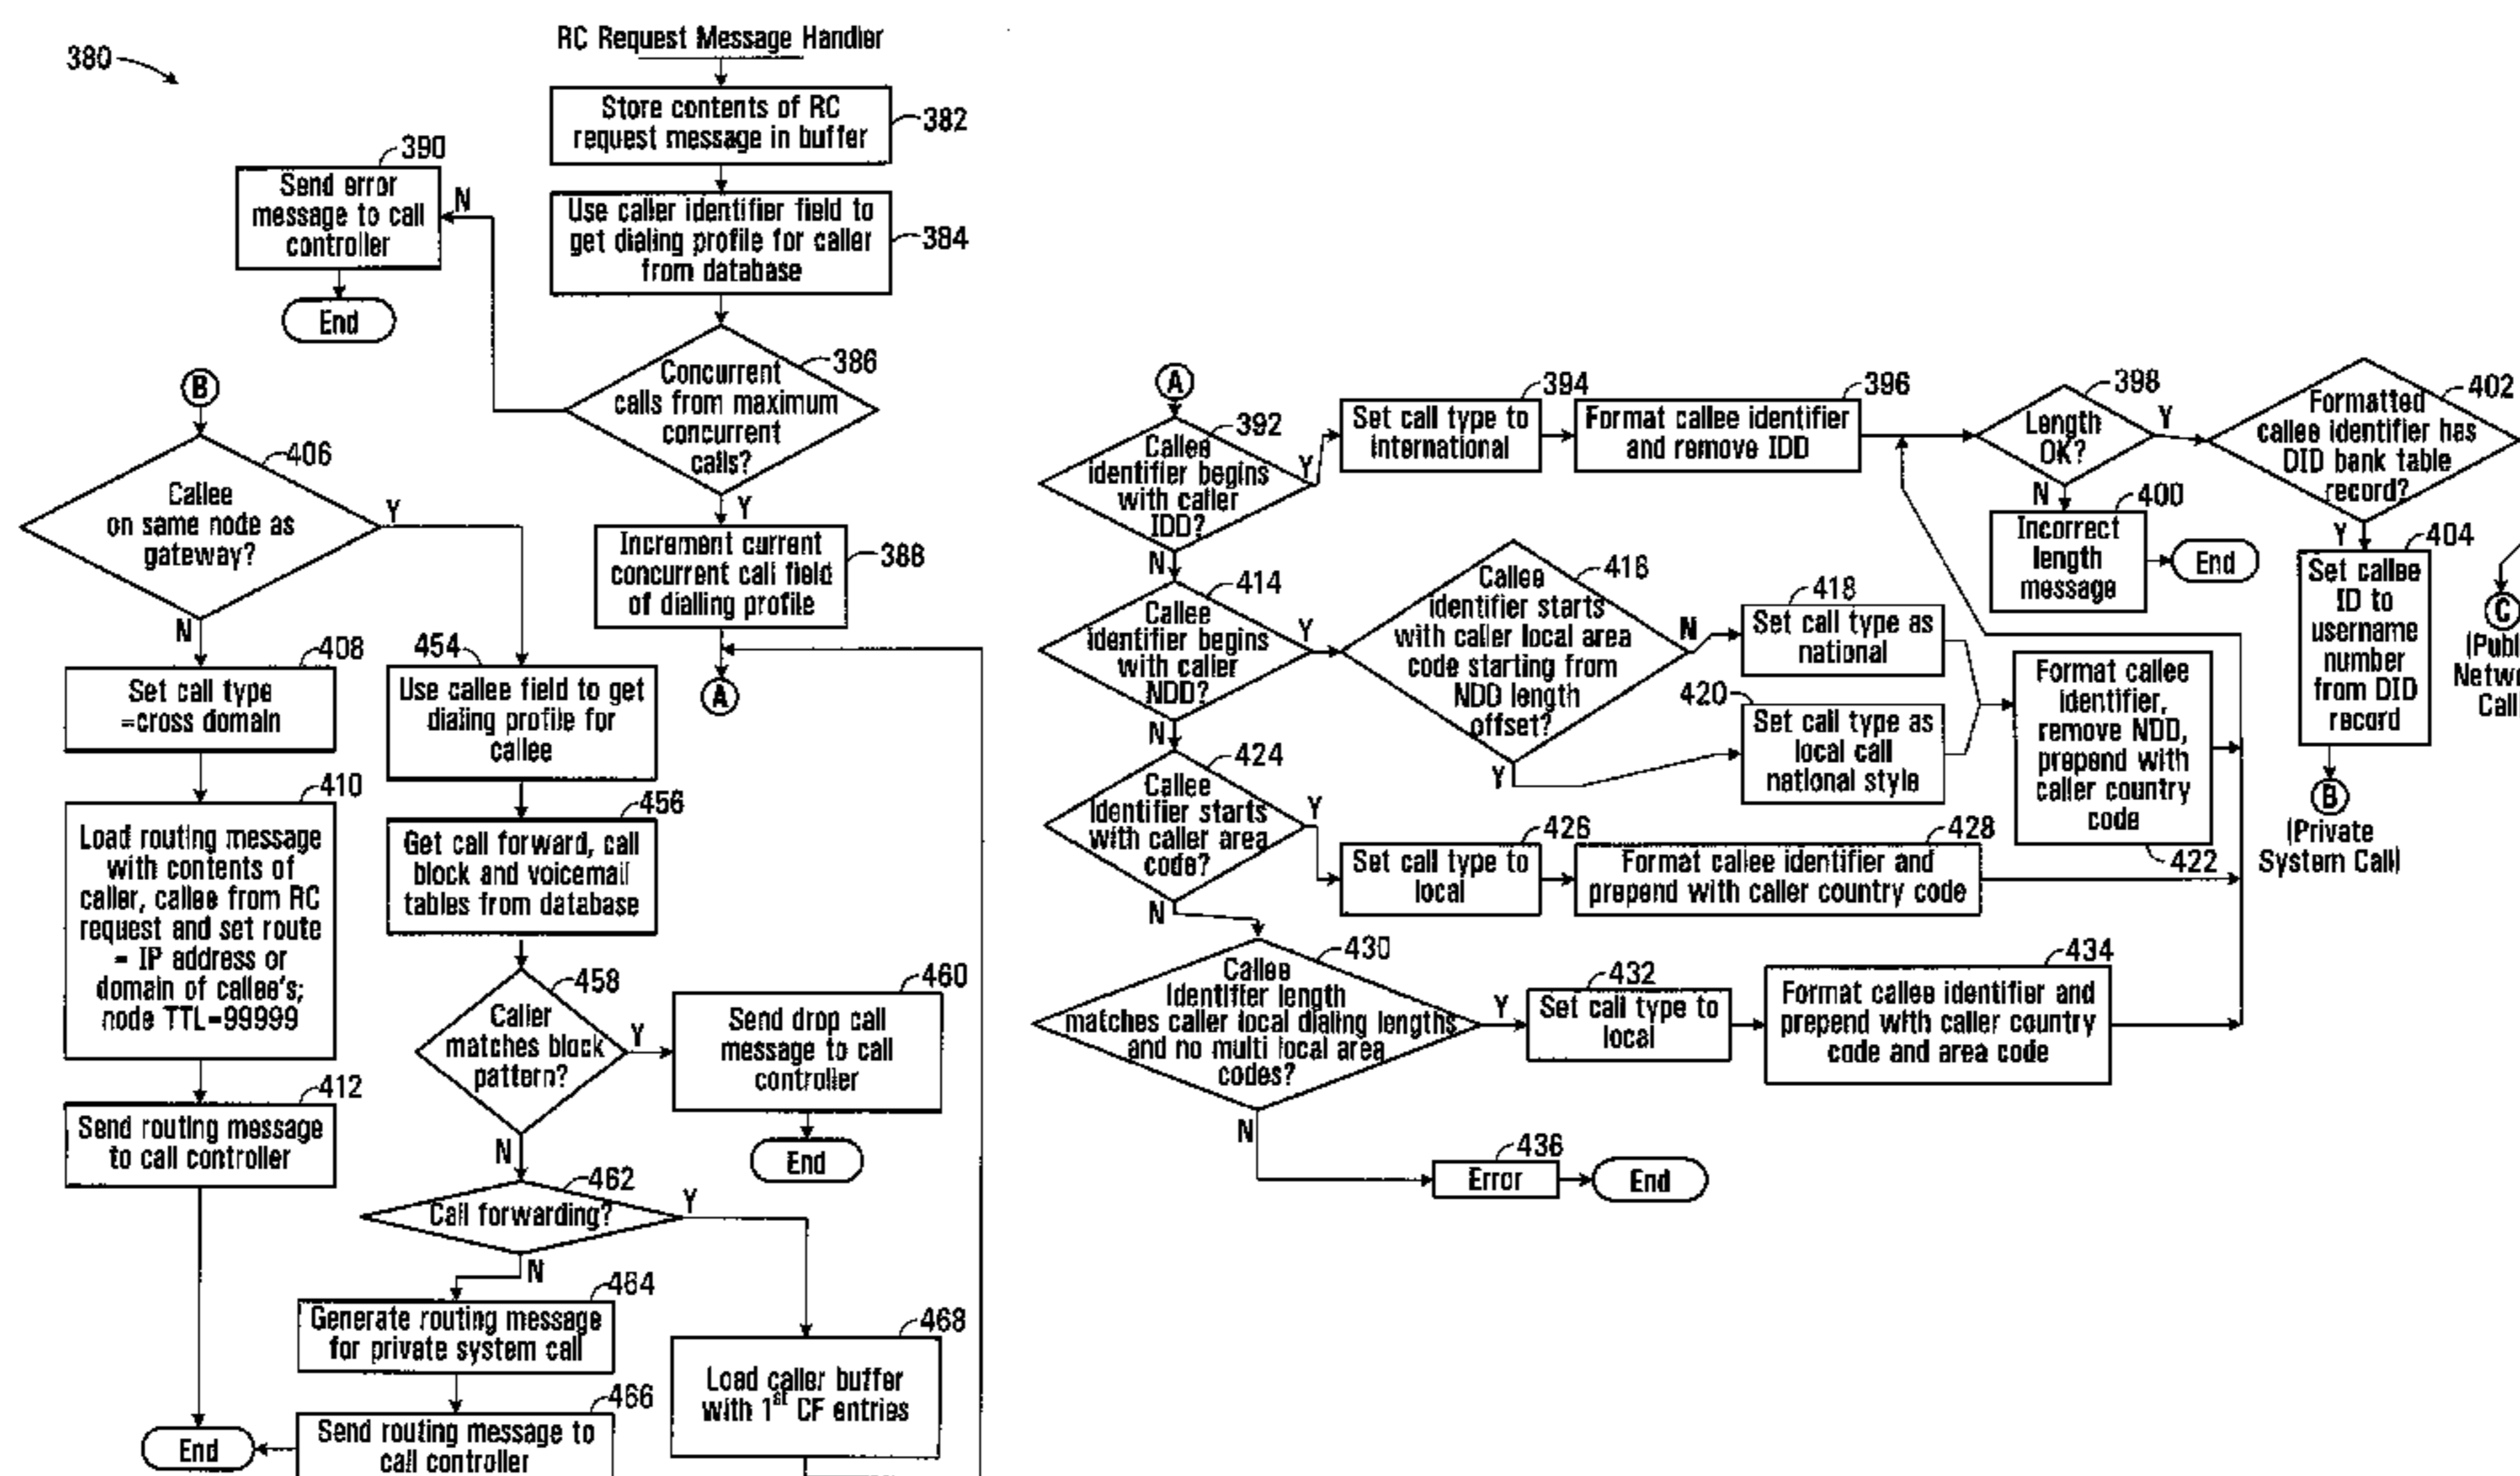 380
RC Request Message Handler
Store contents of RC
request message in buffer
382
390
Send error
message to call
controller
N
End
Use caller identifier field to
get dialing profile for caller
from database
384
Concurrent
calls from maximum
concurrent
calls?
386
Y
Increment current
concurrent call field
of dialling profile
388
A
B
406
Callee
on same node as
gateway?
Y
N
408
Set call type
=cross domain
410
Load routing message
with contents of
caller, callee from RC
request and set route
= IP address or
domain of callee's;
node TTL=99999
412
Send routing message
to call controller
End
454
Use callee field to get
dialing profile for
callee
456
Get call forward, call
block and voicemail
tables from database
458
Caller
matches block
pattern?
Y
N
460
Send drop call
message to call
controller
End
462
Call forwarding?
Y
N
464
Generate routing message
for private system call
466
Send routing message to
call controller
468
Load caller buffer
with 1st CF entries
A
392
Callee
identifier begins
with caller
IDD?
Y
N
394
Set call type to
international
396
Format callee identifier
and remove IDD
398
Length
OK?
Y
N
400
Incorrect
length
message
End
402
Formatted
callee identifier has
DID bank table
record?
Y
404
Set callee
ID to
username
number
from DID
record
B
(Private
System Call)
C
(Publ
Netw
Call
414
Callee
identifier begins
with caller
NDD?
Y
N
416
Callee
identifier starts
with caller local area
code starting from
NDD length
offset?
N
Y
418
Set call type as
national
420
Set call type as
local call
national style
Format callee
identifier,
remove NDD,
prepend with
caller country
code
422
424
Callee
identifier starts
with caller area
code?
Y
N
426
Set call type to
local
428
Format callee identifier and
prepend with caller country code
430
Callee
Identifier length
matches caller local dialing lengths
and no multi local area
codes?
Y
N
432
Set call type to
local
434
Format callee identifier and
prepend with caller country
code and area code
436
Error
End